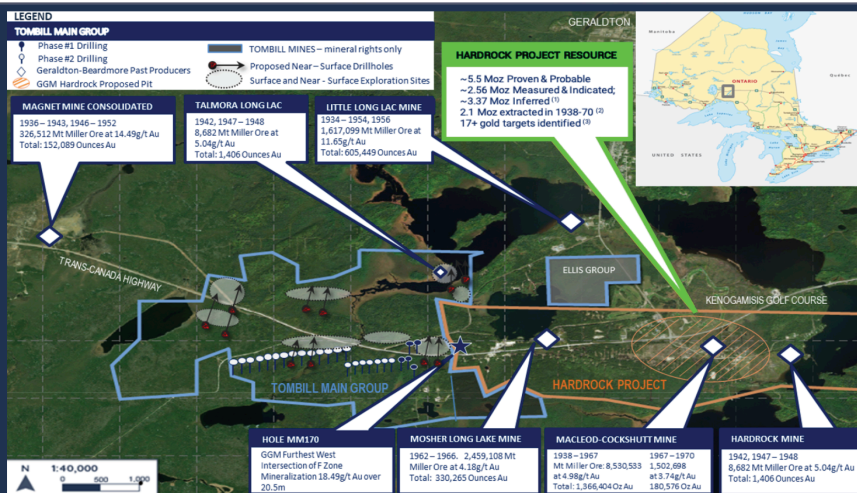 LEGEND
TOMBILL MAIN GROUP
Phase #1 Drilling
Phase #2 Drilling
Geraldton-Beardmore Past Producers
GGM Hardrock Proposed Pit
TOMBILL MINES – mineral rights only
Proposed Near – Surface Drillholes
Surface and Near - Surface Exploration Sites
GERALDTON
HARDROCK PROJECT RESOURCE
~5.5 Moz Proven & Probable
~2.56 Moz Measured & Indicated;
~3.37 Moz Inferred (1)
2.1 Moz extracted in 1938-70 (2)
17+ gold targets identified (3)
Manitoba
ONTARIO
Québec
UNITED STATES
MAGNET MINE CONSOLIDATED
1936 – 1943, 1946 – 1952
326,512 Mt Miller Ore at 14.49g/t Au
Total: 152,089 Ounces Au
TALMORA LONG LAC
1942, 1947 – 1948
8,682 Mt Miller Ore at
5.04g/t Au
Total: 1,406 Ounces Au
LITTLE LONG LAC MINE
1934 – 1954, 1956
1,617,099 Mt Miller Ore at
11.65g/t Au
Total: 605,449 Ounces Au
TRANS-CANADA HIGHWAY
ELLIS GROUP
KENOGAMISIS GOLF COURSE
TOMBILL MAIN GROUP
HARDROCK PROJECT
HOLE MM170
GGM Furthest West
Intersection of F Zone
Mineralization 18.49g/t Au over
20.5m
MOSHER LONG LAKE MINE
1962 – 1966. 2,459,108 Mt
Miller Ore at 4.18g/t Au
Total: 330,265 Ounces Au
MACLEOD-COCKSHUTT MINE
1938 – 1967
Mt Miller Ore: 8,530,533
at 4.98g/t Au
Total: 1,366,404 Oz Au
1967 – 1970
1,502,698
at 3.74g/t Au
180,576 Oz Au
HARDROCK MINE
1942, 1947 – 1948
8,682 Mt Miller Ore at 5.04g/t Au
Total: 1,406 Ounces Au
N
1:40,000
0 500 1,000